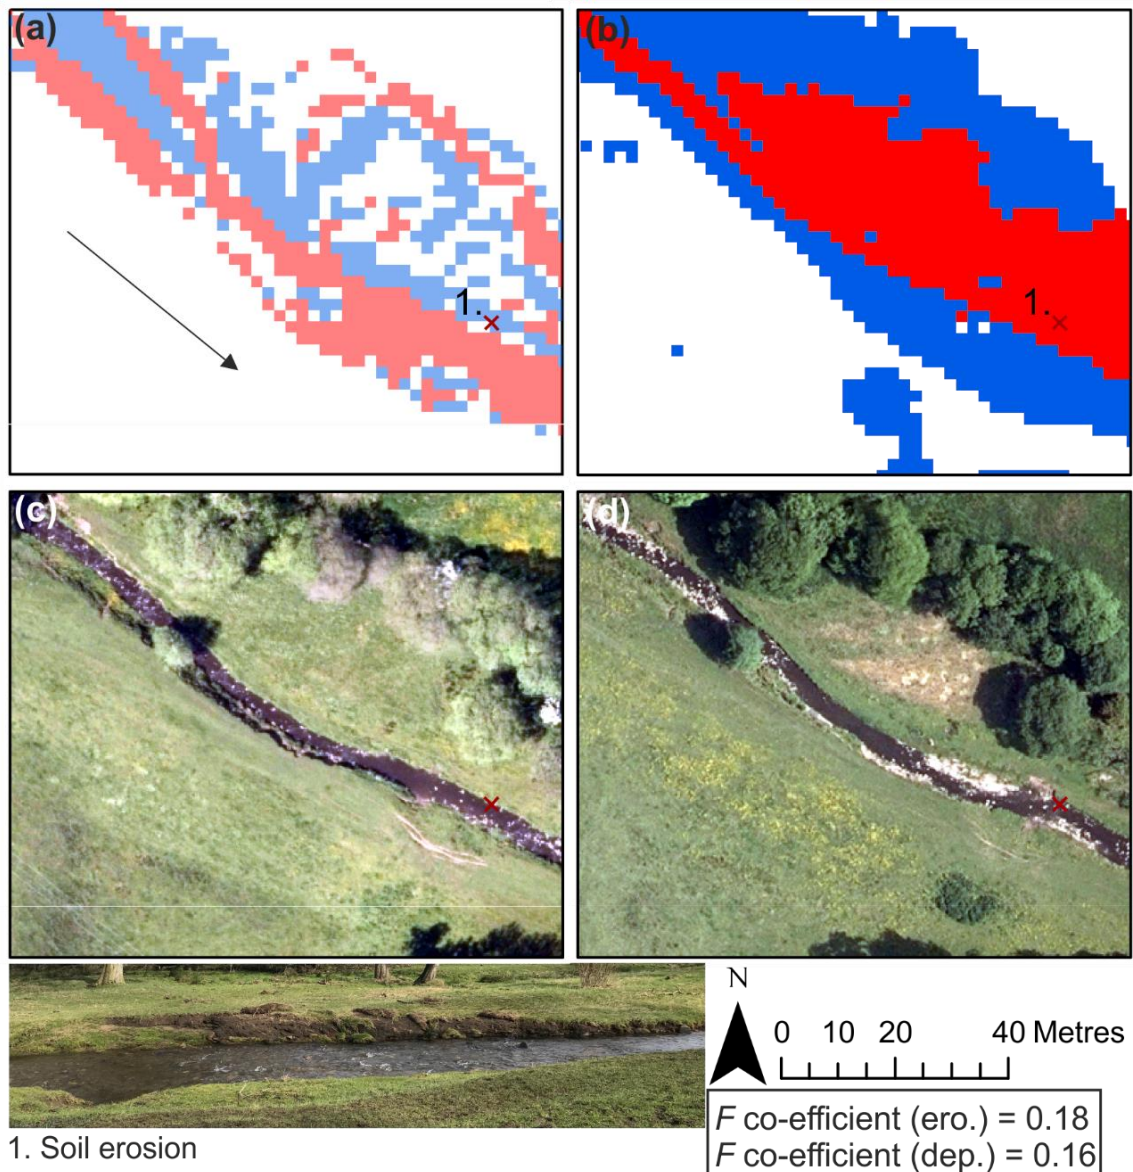 (a)
(b)
1.
1.
(c)
(d)
N
0 10 20 40 Metres
F co-efficient (ero.) = 0.18
F co-efficient (dep.) = 0.16
1. Soil erosion